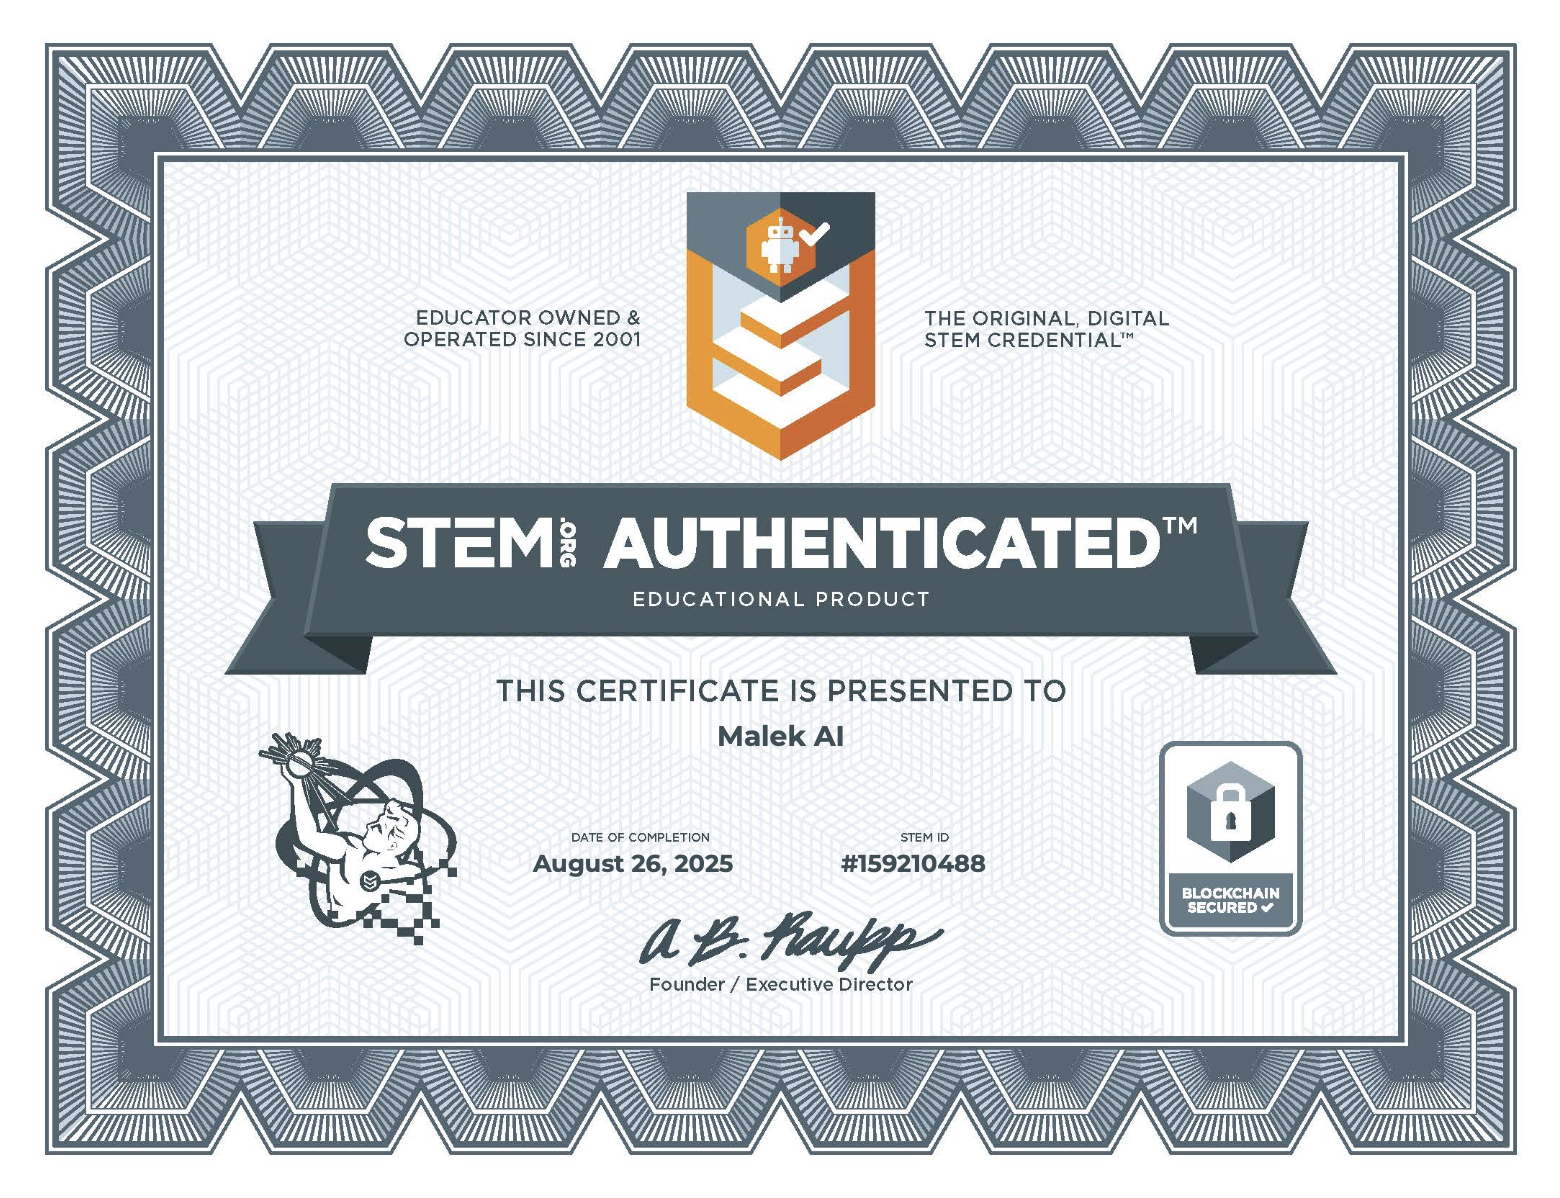 EDUCATOR OWNED &
OPERATED SINCE 2001
THE ORIGINAL, DIGITAL
STEM CREDENTIAL™
STEM.ORG AUTHENTICATED™
EDUCATIONAL PRODUCT
THIS CERTIFICATE IS PRESENTED TO
Malek AI
DATE OF COMPLETION
August 26, 2025
STEM ID
#159210488
BLOCKCHAIN
SECURED
A B. Raupp
Founder / Executive Director